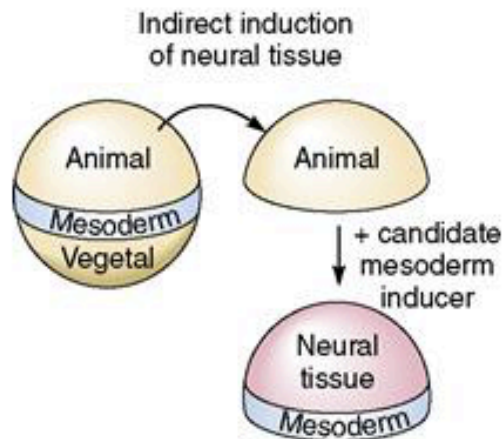 Indirect induction
of neural tissue
Animal
Mesoderm
Vegetal
Animal
+ candidate
mesoderm
inducer
Neural
tissue
Mesoderm